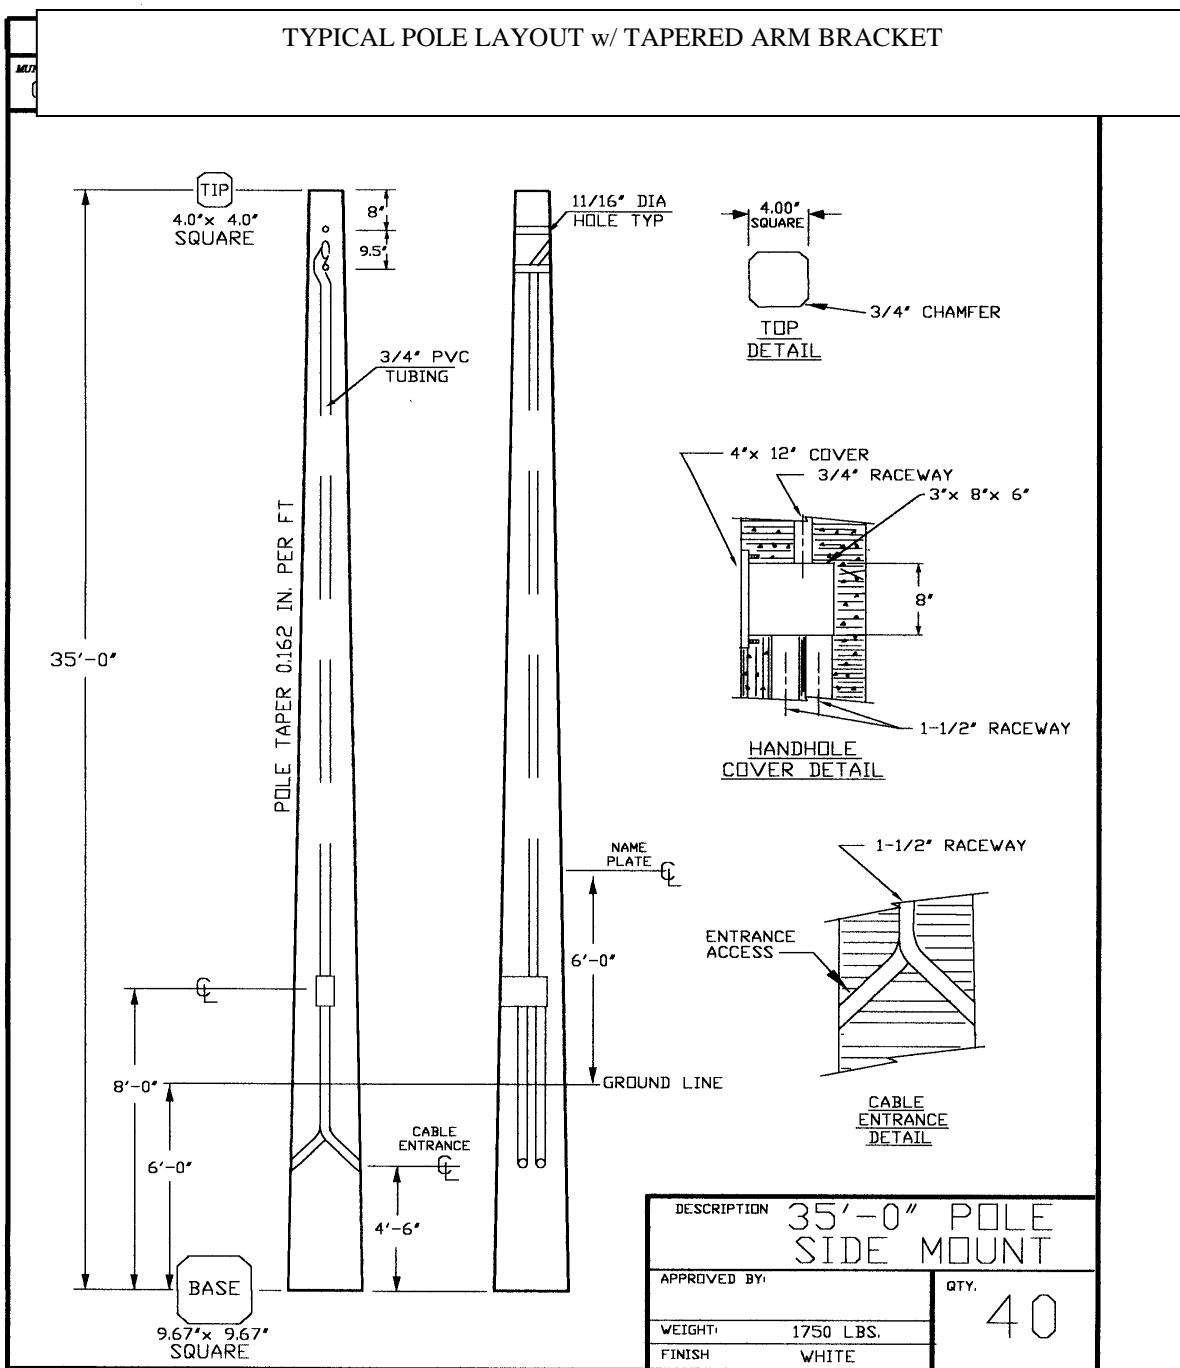 TYPICAL POLE LAYOUT w/ TAPERED ARM BRACKET
TIP
4.0"x 4.0"
SQUARE
8"
9.5"
11/16" DIA
HOLE TYP
4.00"
SQUARE
3/4" CHAMFER
TOP
DETAIL
3/4" PVC
TUBING
4"x 12" COVER
3/4" RACEWAY
3"x 8"x 6"
8"
1-1/2" RACEWAY
HANDHOLE
COVER DETAIL
35'-0"
POLE TAPER 0.162 IN. PER FT
NAME
PLATE
CL
6'-0"
1-1/2" RACEWAY
ENTRANCE
ACCESS
CL
8'-0"
GROUND LINE
CABLE
ENTRANCE
DETAIL
CABLE
ENTRANCE
CL
6'-0"
4'-6"
BASE
9.67"x 9.67"
SQUARE
DESCRIPTION 35'-0" POLE
SIDE MOUNT
APPROVED BY:
QTY.
40
WEIGHT: 1750 LBS.
FINISH WHITE